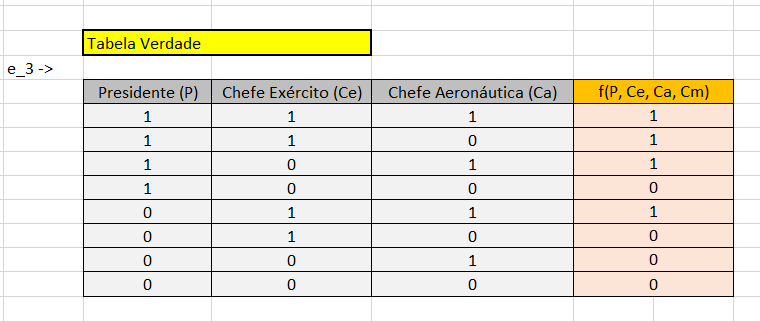 Tabela Verdade
e_3 ->
Presidente (P) Chefe Exército (Ce) Chefe Aeronáutica (Ca) f(P, Ce, Ca, Cm)
1 1 1 1
1 1 0 1
1 0 1 1
1 0 0 0
0 1 1 1
0 1 0 0
0 0 1 0
0 0 0 0